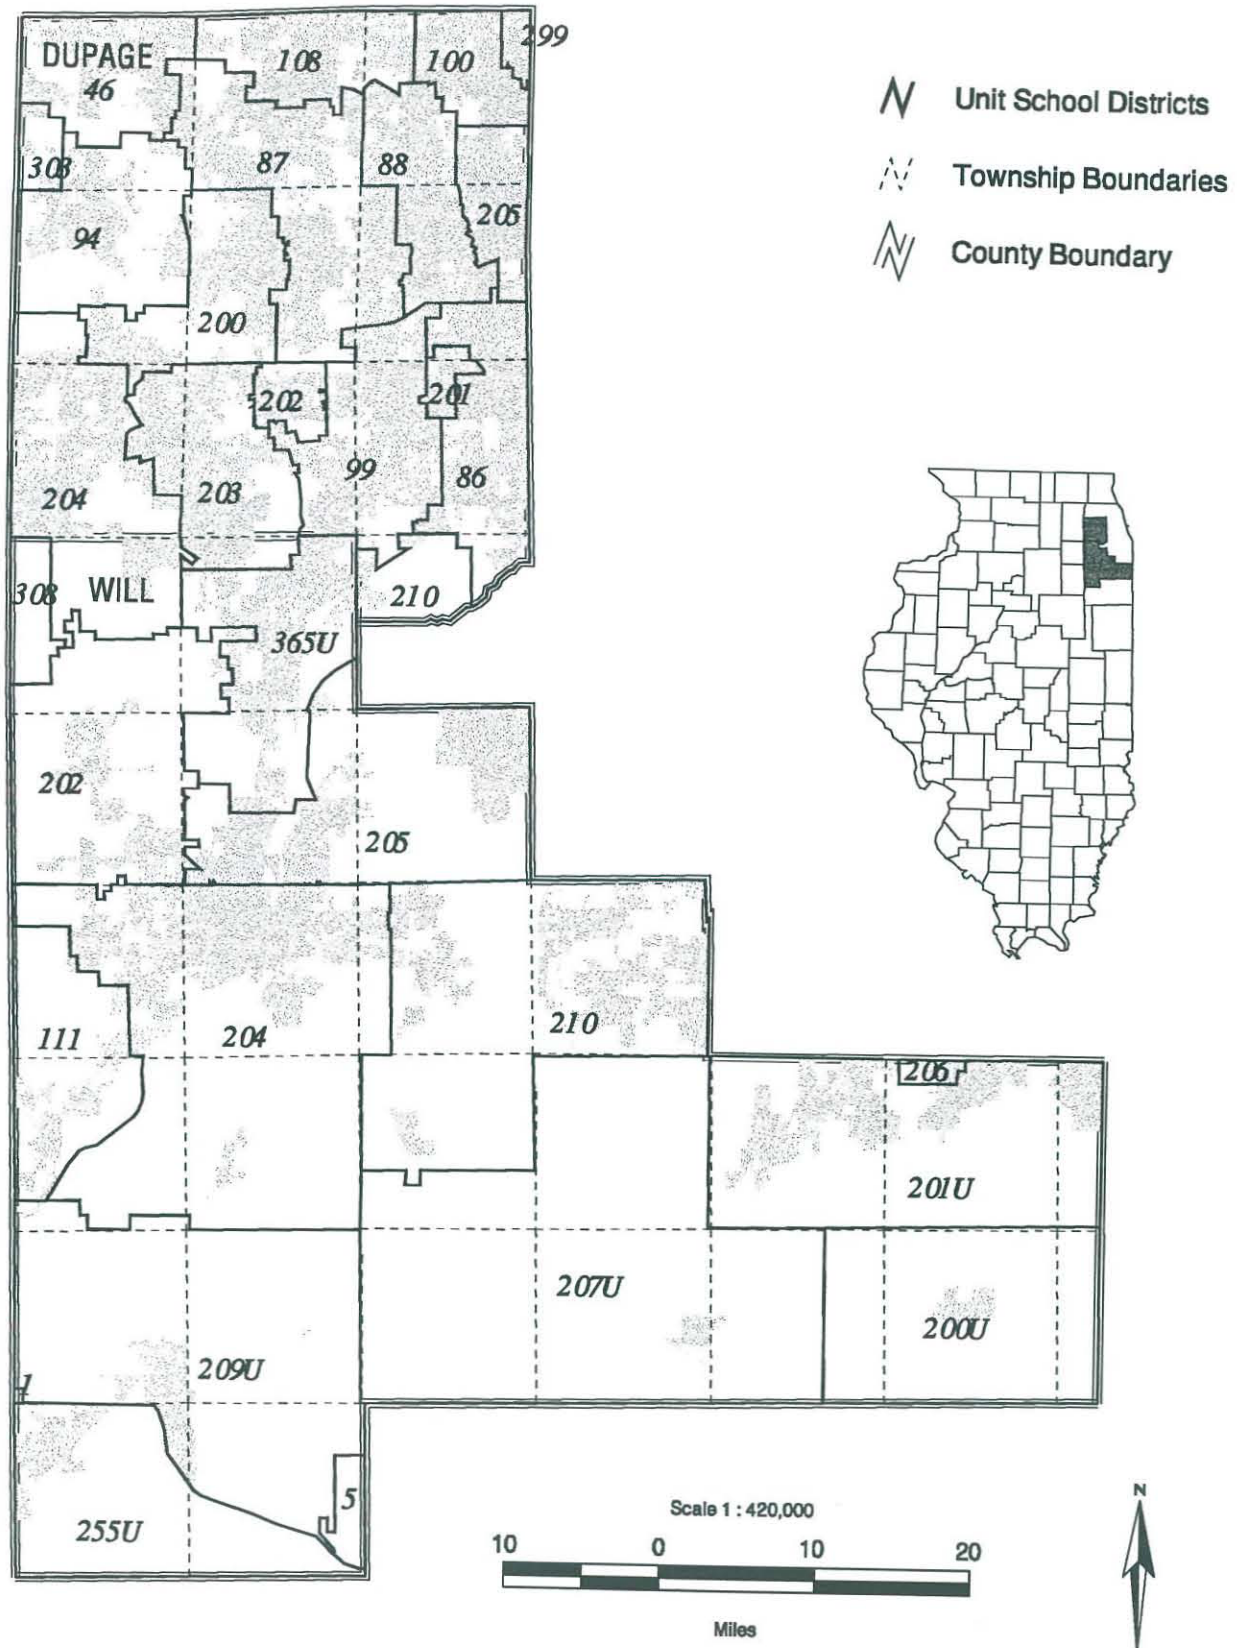 299
DUPAGE
108
100
46
Unit School Districts
303
87
88
Township Boundaries
205
94
County Boundary
200
202
201
99
86
204
203
308
WILL
210
365U
202
205
111
204
210
206
201U
207U
200U
209U
1
5
255U
Scale 1 : 420,000
10 0 10 20
Miles
N